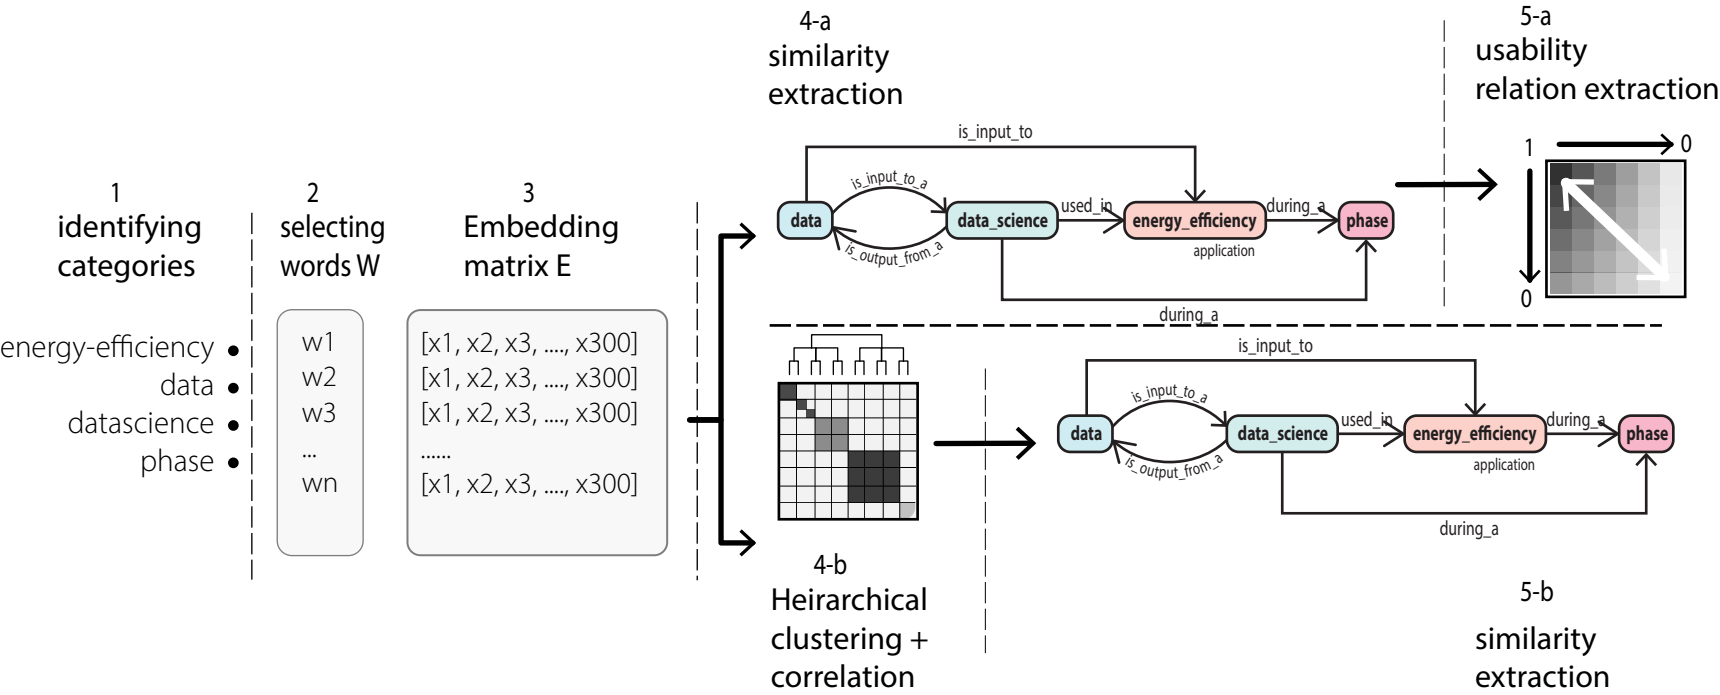 1
identifying
categories
energy-efficiency
data
datascience
phase
2
selecting
words W
w1
w2
w3
...
wn
3
Embedding
matrix E
[x1, x2, x3, ...., x300]
[x1, x2, x3, ...., x300]
[x1, x2, x3, ...., x300]
......
[x1, x2, x3, ...., x300]
4-a
similarity
extraction
is_input_to
is_input_to_a
data
data_science
used_in
energy_efficiency
during_a
phase
is_output_from_a
application
during_a
5-a
usability
relation extraction
1
0
0
4-b
Heirarchical
clustering +
correlation
is_input_to
is_input_to_a
data
data_science
used_in
energy_efficiency
during_a
phase
is_output_from_a
application
during_a
5-b
similarity
extraction